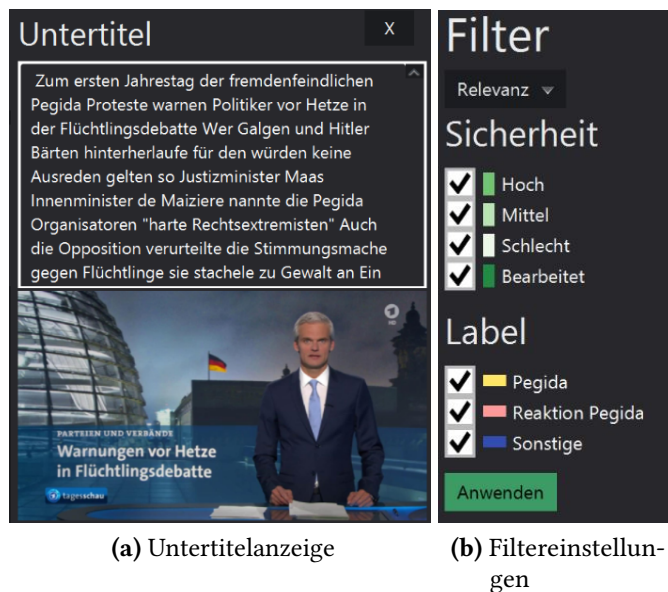 Untertitel
X
Zum ersten Jahrestag der fremdenfeindlichen
Pegida Proteste warnen Politiker vor Hetze in
der Flüchtlingsdebatte Wer Galgen und Hitler
Bärten hinterherlaufe für den würden keine
Ausreden gelten so Justizminister Maas
Innenminister de Maiziere nannte die Pegida
Organisatoren "harte Rechtsextremisten" Auch
die Opposition verurteilte die Stimmungsmache
gegen Flüchtlinge sie stachele zu Gewalt an Ein
PARTEIEN UND VERBÄNDE
Warnungen vor Hetze
in Flüchtlingsdebatte
tagesschau
(a) Untertitelanzeige
Filter
Relevanz
Sicherheit
Hoch
Mittel
Schlecht
Bearbeitet
Label
Pegida
Reaktion Pegida
Sonstige
Anwenden
(b) Filtereinstellun-
gen